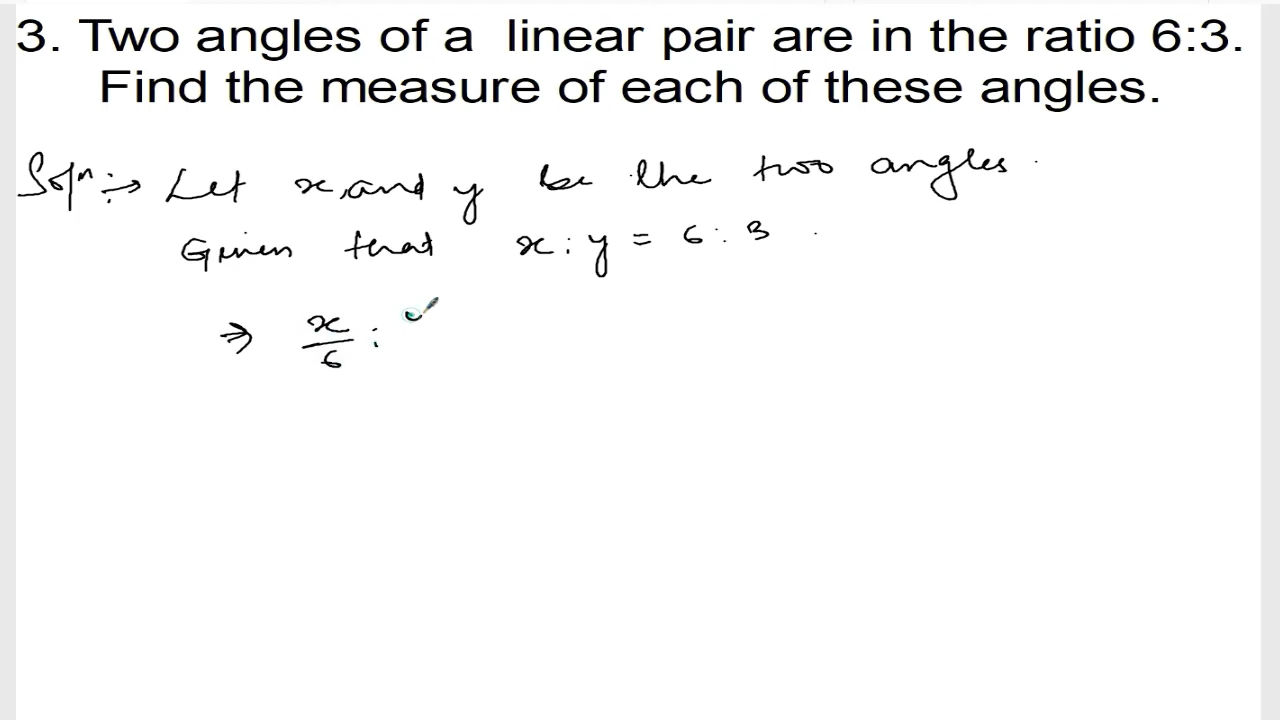 3. Two angles of a linear pair are in the ratio 6:3.
Find the measure of each of these angles.
Solⁿ :→ Let x and y be the two angles.
Given that x : y = 6 : 3 .
⇒ x/6 :